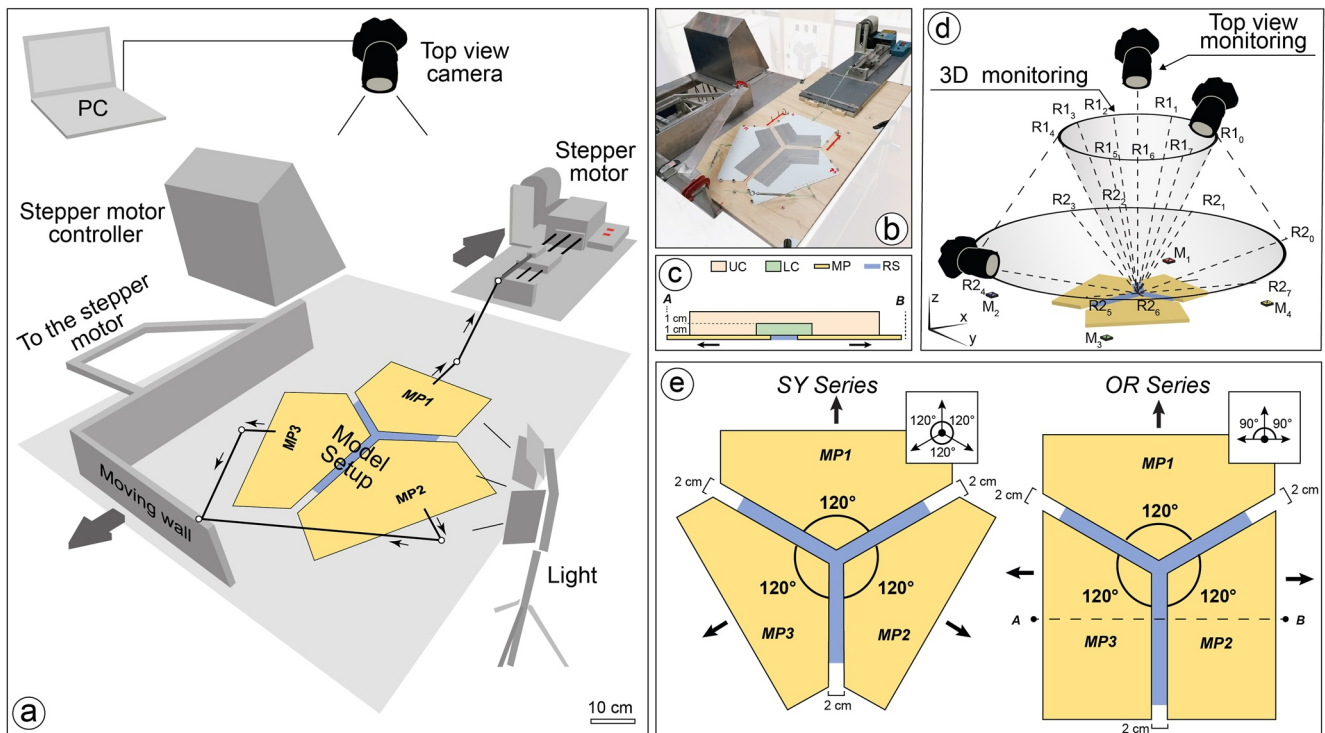 PC
Top view
camera
Stepper
motor
Stepper motor
controller
To the stepper
motor
MP1
MP3
Model
Setup
MP2
Moving wall
Light
10 cm
a
b
c
UC LC MP RS
A B
1 cm
1 cm
d
Top view
monitoring
3D monitoring
R1₃ R1₂ R1₁
R1₄ R1₀
R1₅ R1₆ R1₇
R2₃ R2₂ R2₁
R2₀
M₁
R2₄ R2₇
M₂ R2₅ R2₆ M₄
M₃
z
x
y
e
SY Series
120° 120°
120°
MP1
2 cm 2 cm
120°
120° 120°
MP3 MP2
2 cm
OR Series
90° 90°
MP1
2 cm 2 cm
120°
120° 120°
A B
MP3 MP2
2 cm